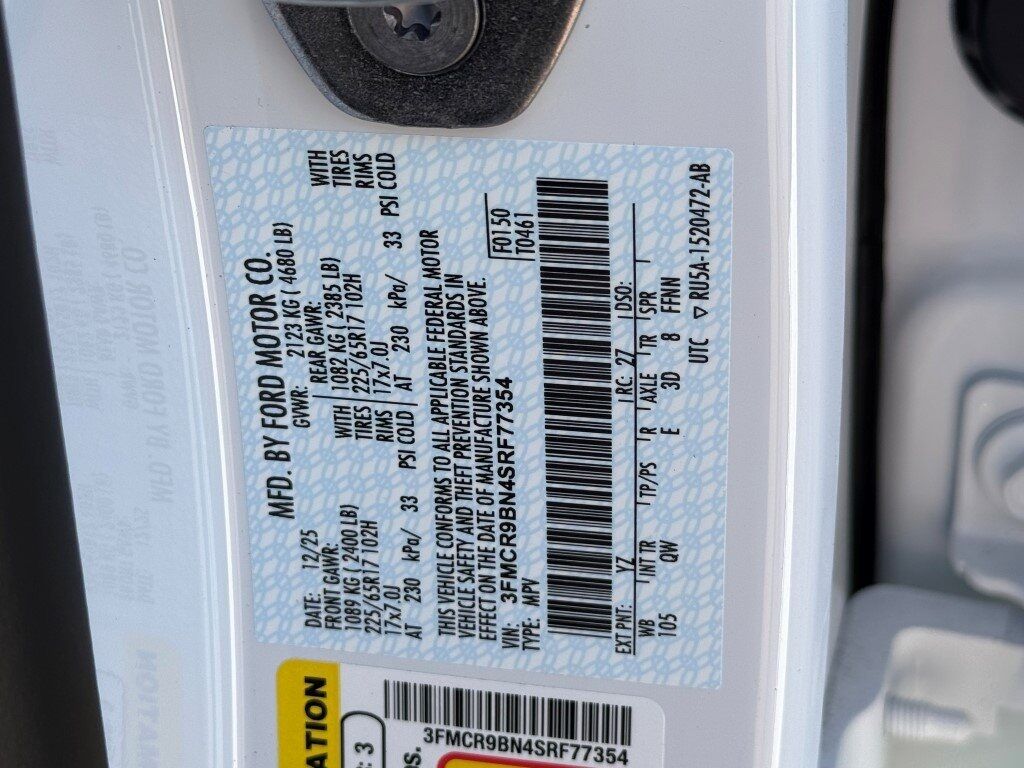 MFD. BY FORD MOTOR CO.
DATE: 12/25 GVWR: 2123 KG ( 4680 LB)
FRONT GAWR: REAR GAWR: WITH
1089 KG ( 2400 LB) WITH 1082 KG ( 2385 LB) TIRES
225/65R17 102H TIRES 225/65R17 102H RIMS
17x7.0J RIMS 17x7.0J
AT 230 kPa/ 33 PSI COLD AT 230 kPa/ 33 PSI COLD
THIS VEHICLE CONFORMS TO ALL APPLICABLE FEDERAL MOTOR
VEHICLE SAFETY AND THEFT PREVENTION STANDARDS IN
EFFECT ON THE DATE OF MANUFACTURE SHOWN ABOVE.
VIN: 3FMCR9BN4SRF77354 F0150
TYPE: MPV T0461
EXT PNT: YZ RC: 27 DSO:
WB INT TR TP/PS R AXLE TR SPR
105 QW E 3D 8 FFNN
UTC ▽ RU5A-1520472-AB
ATION
: 3
os.
3FMCR9BN4SRF77354